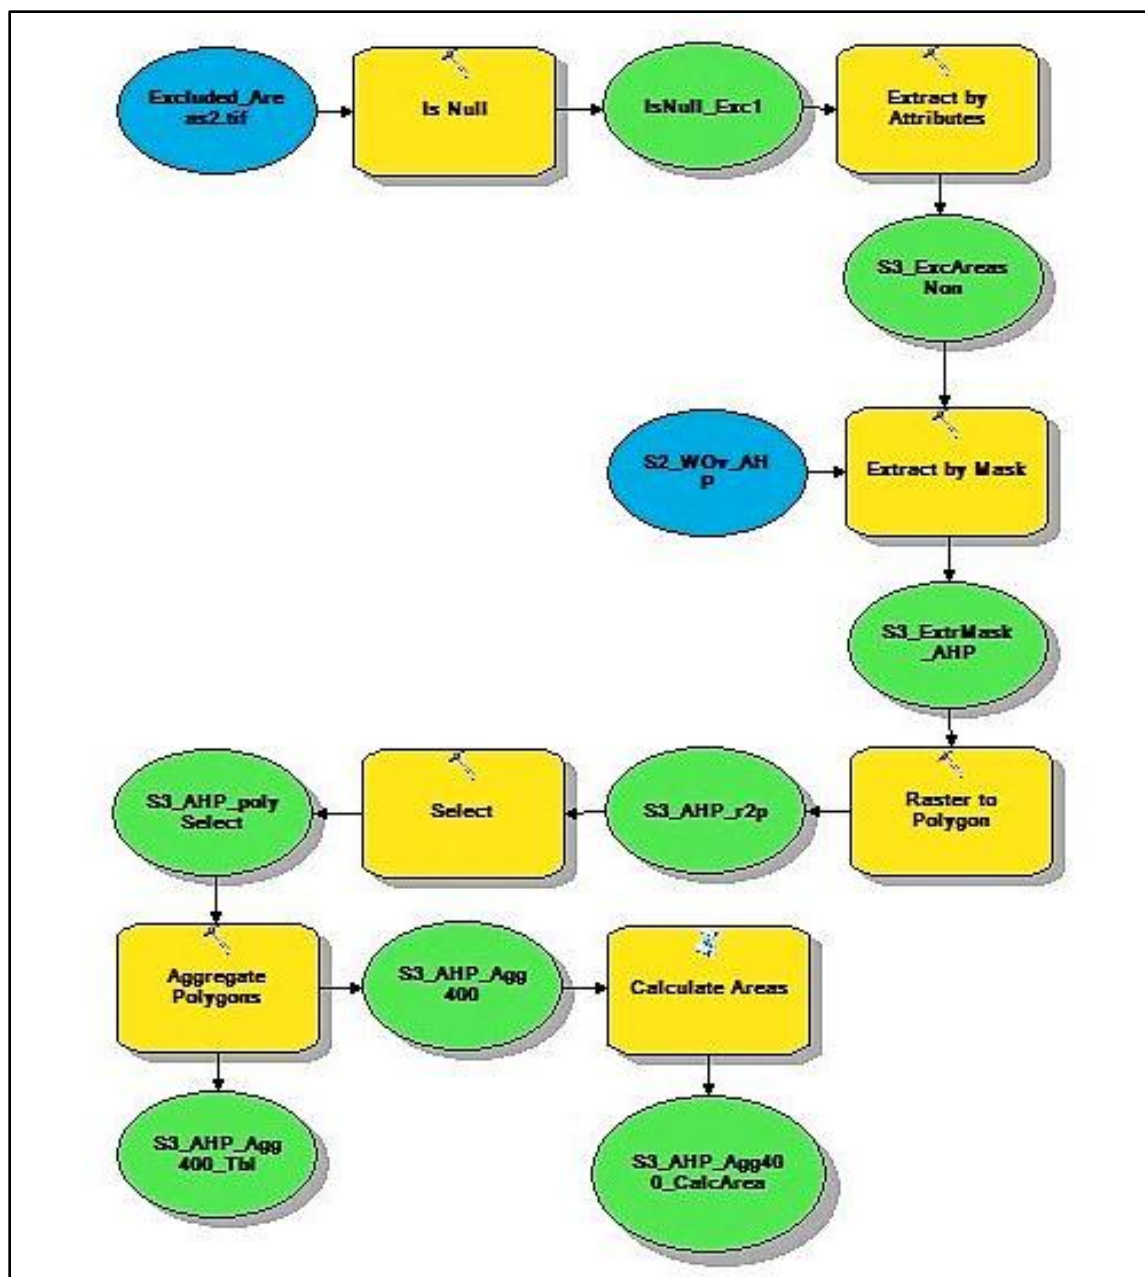 Excluded_Are
as2.tif
Is Null
IsNull_Exc1
Extract by
Attributes
S3_ExcAreas
Non
S2_WOv_AH
P
Extract by Mask
S3_ExtrMask
_AHP
S3_AHP_poly
Select
Select
S3_AHP_r2p
Raster to
Polygon
Aggregate
Polygons
S3_AHP_Agg
400
Calculate Areas
S3_AHP_Agg
400_Tbl
S3_AHP_Agg40
0_CalcArea